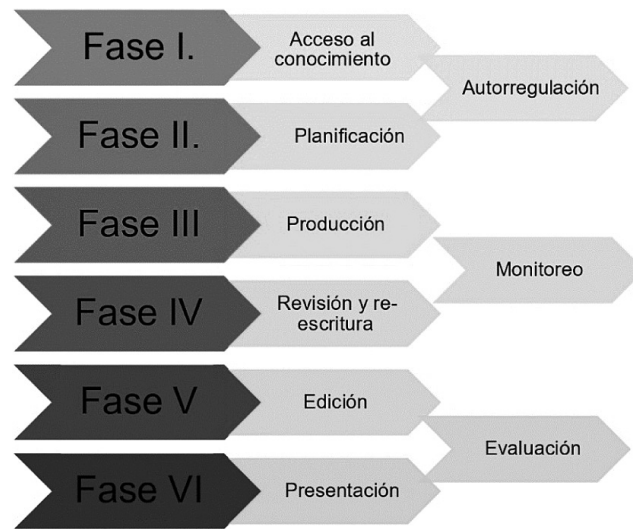 Fase I.
Acceso al
conocimiento
Autorregulación
Fase II.
Planificación
Fase III
Producción
Monitoreo
Fase IV
Revisión y re-
escritura
Fase V
Edición
Evaluación
Fase VI
Presentación